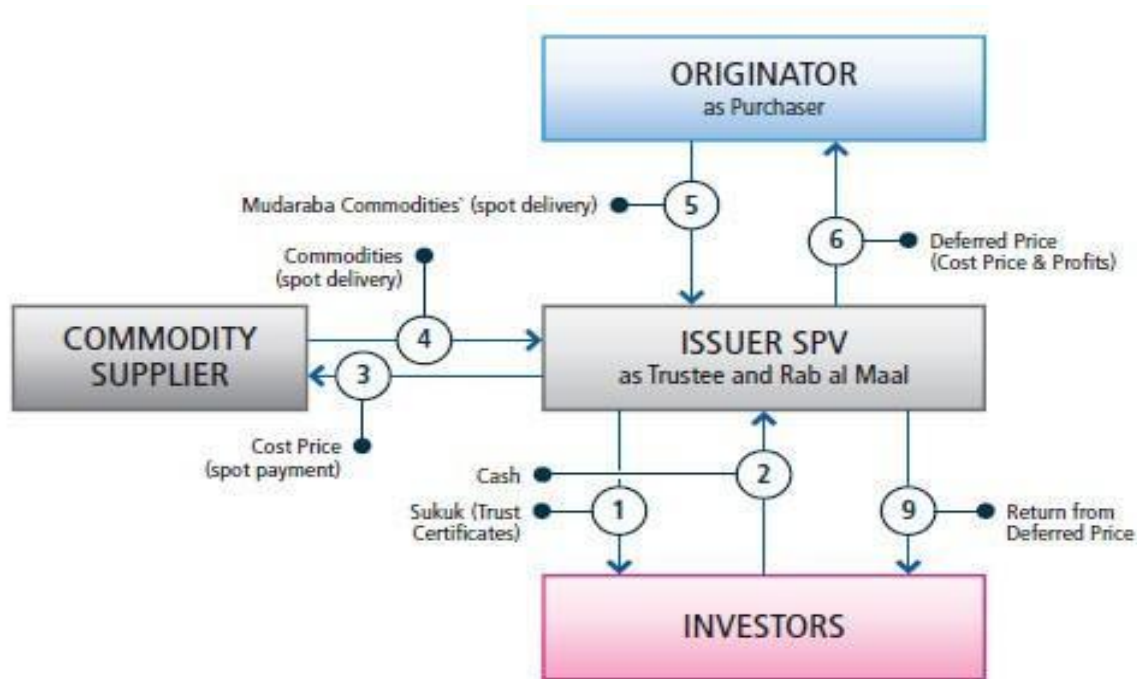 ORIGINATOR
as Purchaser
Mudaraba Commodities` (spot delivery)
5
6
Deferred Price
(Cost Price & Profits)
Commodities
(spot delivery)
COMMODITY
SUPPLIER
4
3
ISSUER SPV
as Trustee and Rab al Maal
Cost Price
(spot payment)
Cash
2
Sukuk (Trust
Certificates)
1
9
Return from
Deferred Price
INVESTORS